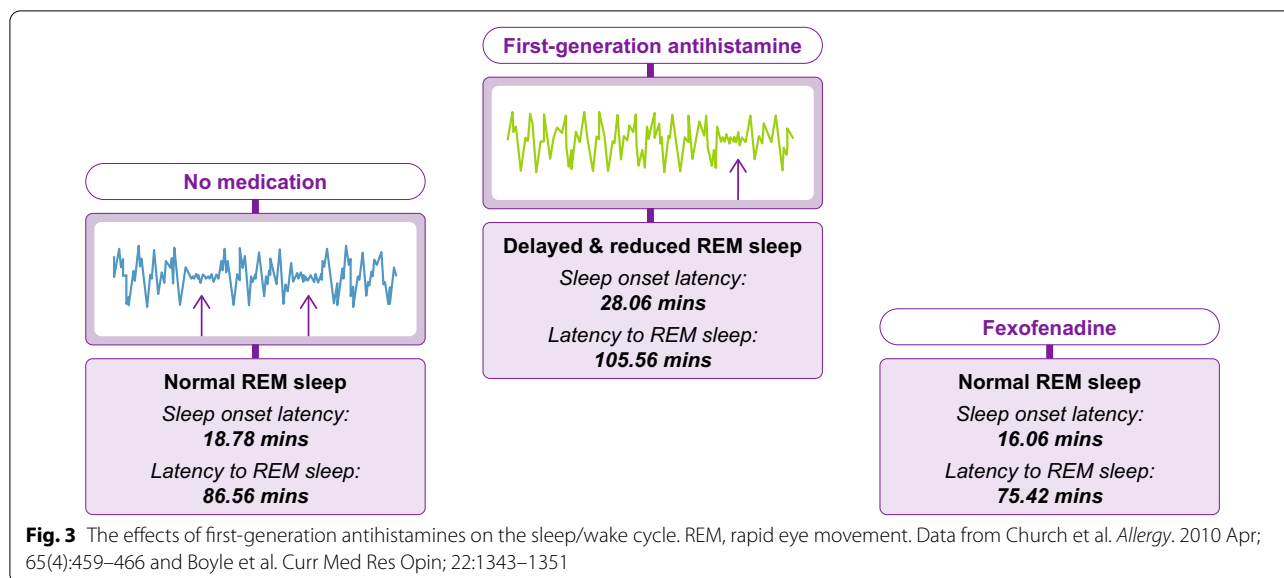 First-generation antihistamine
Delayed & reduced REM sleep
Sleep onset latency:
28.06 mins
Latency to REM sleep:
105.56 mins
No medication
Normal REM sleep
Sleep onset latency:
18.78 mins
Latency to REM sleep:
86.56 mins
Fexofenadine
Normal REM sleep
Sleep onset latency:
16.06 mins
Latency to REM sleep:
75.42 mins
Fig. 3 The effects of first-generation antihistamines on the sleep/wake cycle. REM, rapid eye movement. Data from Church et al. Allergy. 2010 Apr;
65(4):459–466 and Boyle et al. Curr Med Res Opin; 22:1343–1351